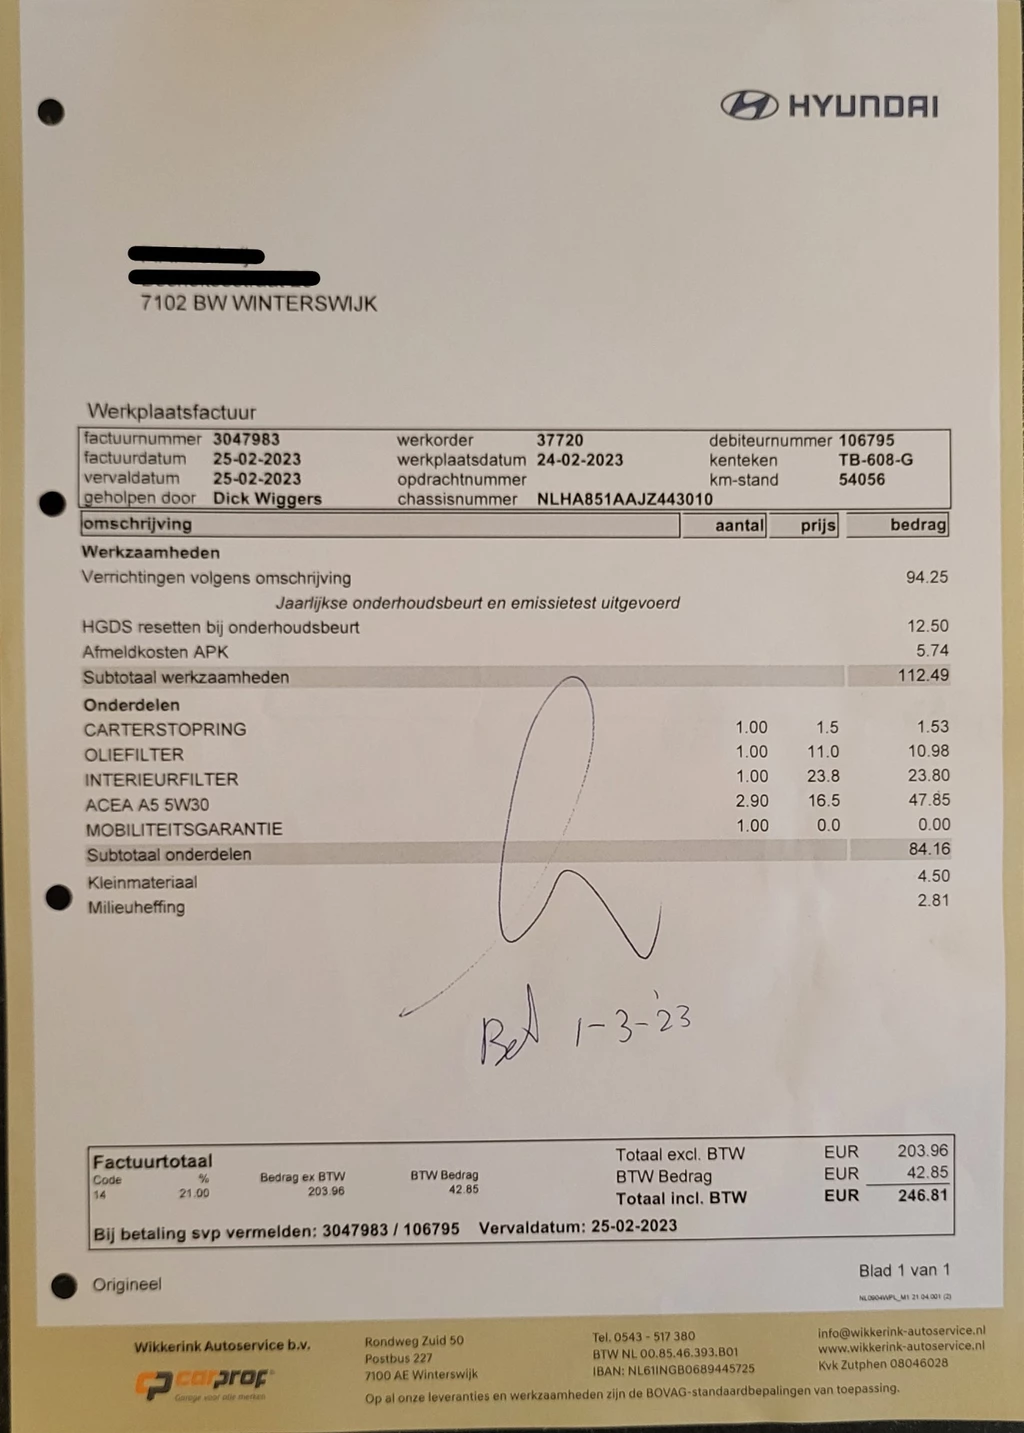 HYUNDAI
7102 BW WINTERSWIJK
Werkplaatsfactuur
factuurnummer 3047983 werkorder 37720 debiteurnummer 106795
factuurdatum 25-02-2023 werkplaatsdatum 24-02-2023 kenteken TB-608-G
vervaldatum 25-02-2023 opdrachtnummer km-stand 54056
geholpen door Dick Wiggers chassisnummer NLHA851AAJZ443010
omschrijving aantal prijs bedrag
Werkzaamheden
Verrichtingen volgens omschrijving 94.25
Jaarlijkse onderhoudsbeurt en emissietest uitgevoerd
HGDS resetten bij onderhoudsbeurt 12.50
Afmeldkosten APK 5.74
Subtotaal werkzaamheden 112.49
Onderdelen
CARTERSTOPRING 1.00 1.5 1.53
OLIEFILTER 1.00 11.0 10.98
INTERIEURFILTER 1.00 23.8 23.80
ACEA A5 5W30 2.90 16.5 47.85
MOBILITEITSGARANTIE 1.00 0.0 0.00
Subtotaal onderdelen 84.16
Kleinmateriaal 4.50
Milieuheffing 2.81
Bet 1-3-'23
Factuurtotaal
Code % Bedrag ex BTW BTW Bedrag
14 21.00 203.96 42.85
Totaal excl. BTW EUR 203.96
BTW Bedrag EUR 42.85
Totaal incl. BTW EUR 246.81
Bij betaling svp vermelden: 3047983 / 106795 Vervaldatum: 25-02-2023
Blad 1 van 1
Origineel
NL0904WPL_M1 21.04.001 (2)
Wikkerink Autoservice b.v.
carprof
Garage voor alle merken
Rondweg Zuid 50
Postbus 227
7100 AE Winterswijk
Tel. 0543 - 517 380
BTW NL 00.85.46.393.B01
IBAN: NL61INGB0689445725
info@wikkerink-autoservice.nl
www.wikkerink-autoservice.nl
Kvk Zutphen 08046028
Op al onze leveranties en werkzaamheden zijn de BOVAG-standaardbepalingen van toepassing.